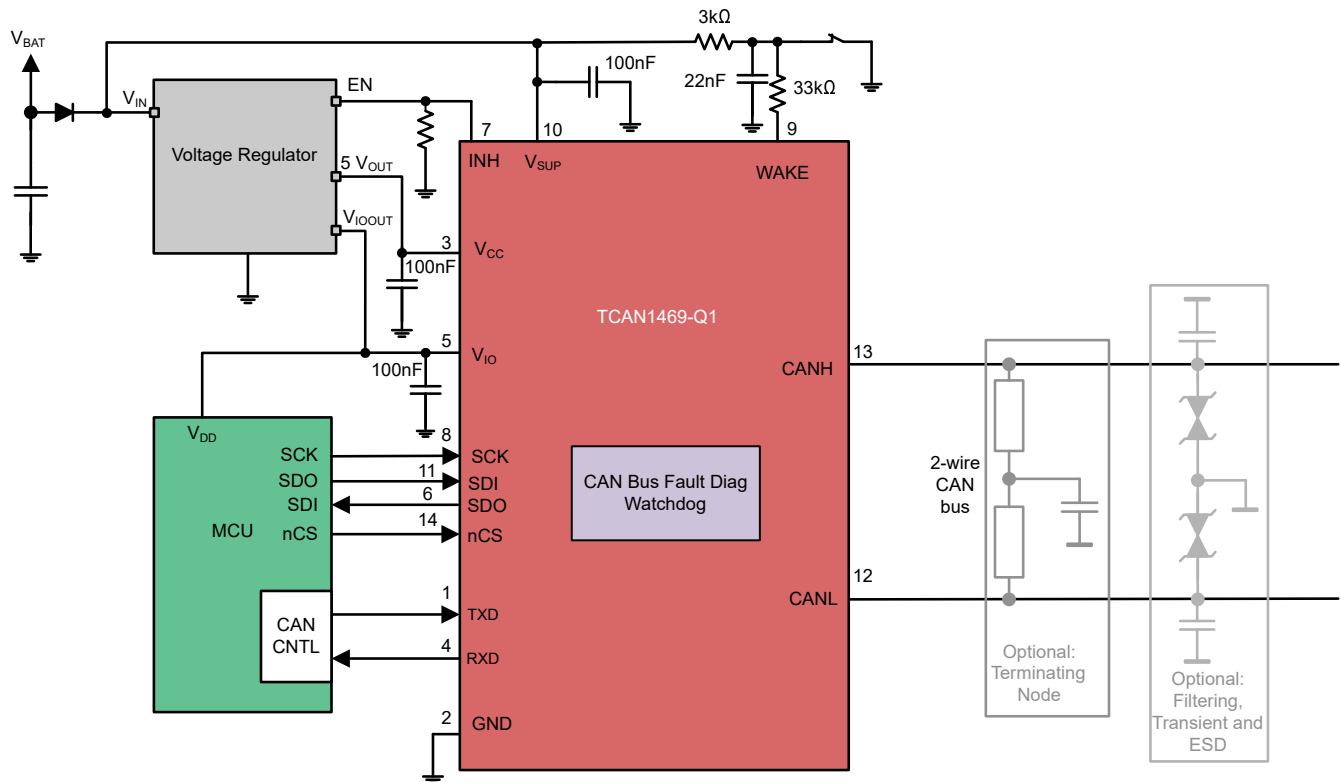 3kΩ
VBAT
100nF
22nF
33kΩ
VIN
EN
7
10
9
Voltage Regulator
INH
VSUP
WAKE
5 VOUT
VIOOUT
3
VCC
100nF
TCAN1469-Q1
5
VIO
100nF
13
CANH
VDD
8
SCK
SCK
11
SDO
SDI
6
SDI
SDO
14
MCU
nCS
nCS
CAN Bus Fault Diag
Watchdog
2-wire
CAN
bus
12
CANL
1
TXD
CAN
CNTL
4
RXD
2
GND
Optional:
Terminating
Node
Optional:
Filtering,
Transient and
ESD